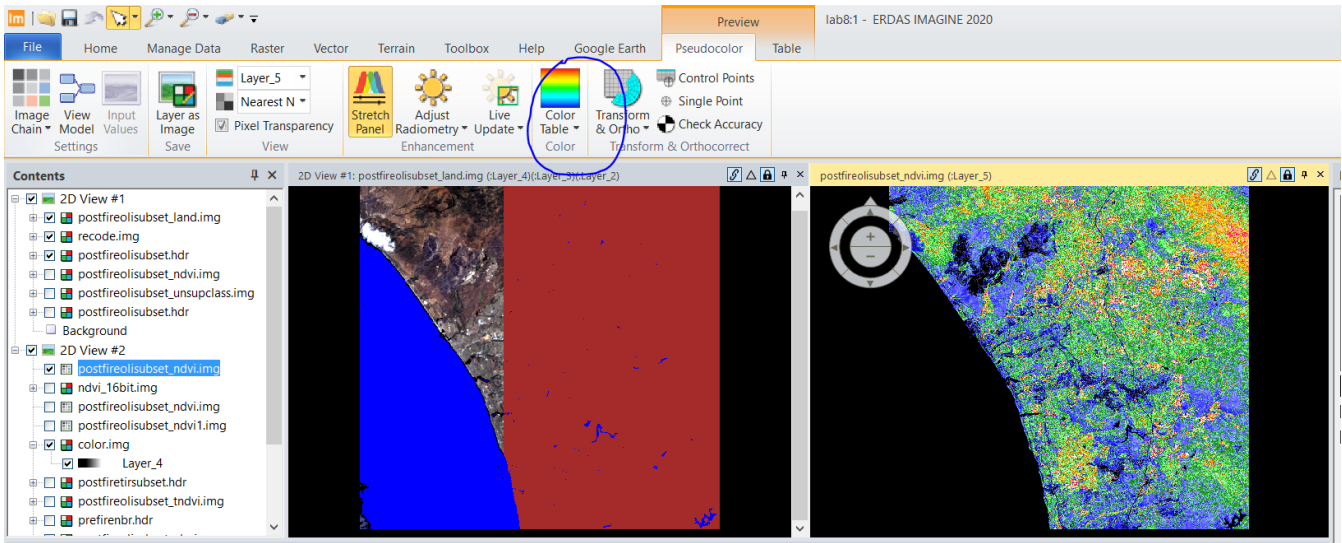 Im
Preview
lab8:1 - ERDAS IMAGINE 2020
File Home Manage Data Raster Vector Terrain Toolbox Help Google Earth Pseudocolor Table
Image Chain
View Model
Input Values
Settings
Layer as Image
Save
Layer_5
Nearest N
Pixel Transparency
View
Stretch Panel
Adjust Radiometry
Live Update
Enhancement
Color Table
Color
Transform & Ortho
Control Points
Single Point
Check Accuracy
Transform & Orthocorrect
Contents
2D View #1
postfireolisubset_land.img
recode.img
postfireolisubset.hdr
postfireolisubset_ndvi.img
postfireolisubset_unsupclass.img
postfireolisubset.hdr
Background
2D View #2
postfireolisubset_ndvi.img
ndvi_16bit.img
postfireolisubset_ndvi.img
postfireolisubset_ndvi1.img
color.img
Layer_4
postfiretirsubset.hdr
postfireolisubset_tndvi.img
prefirenbr.hdr
2D View #1: postfireolisubset_land.img (:Layer_4)(:Layer_3)(:Layer_2)
postfireolisubset_ndvi.img (:Layer_5)